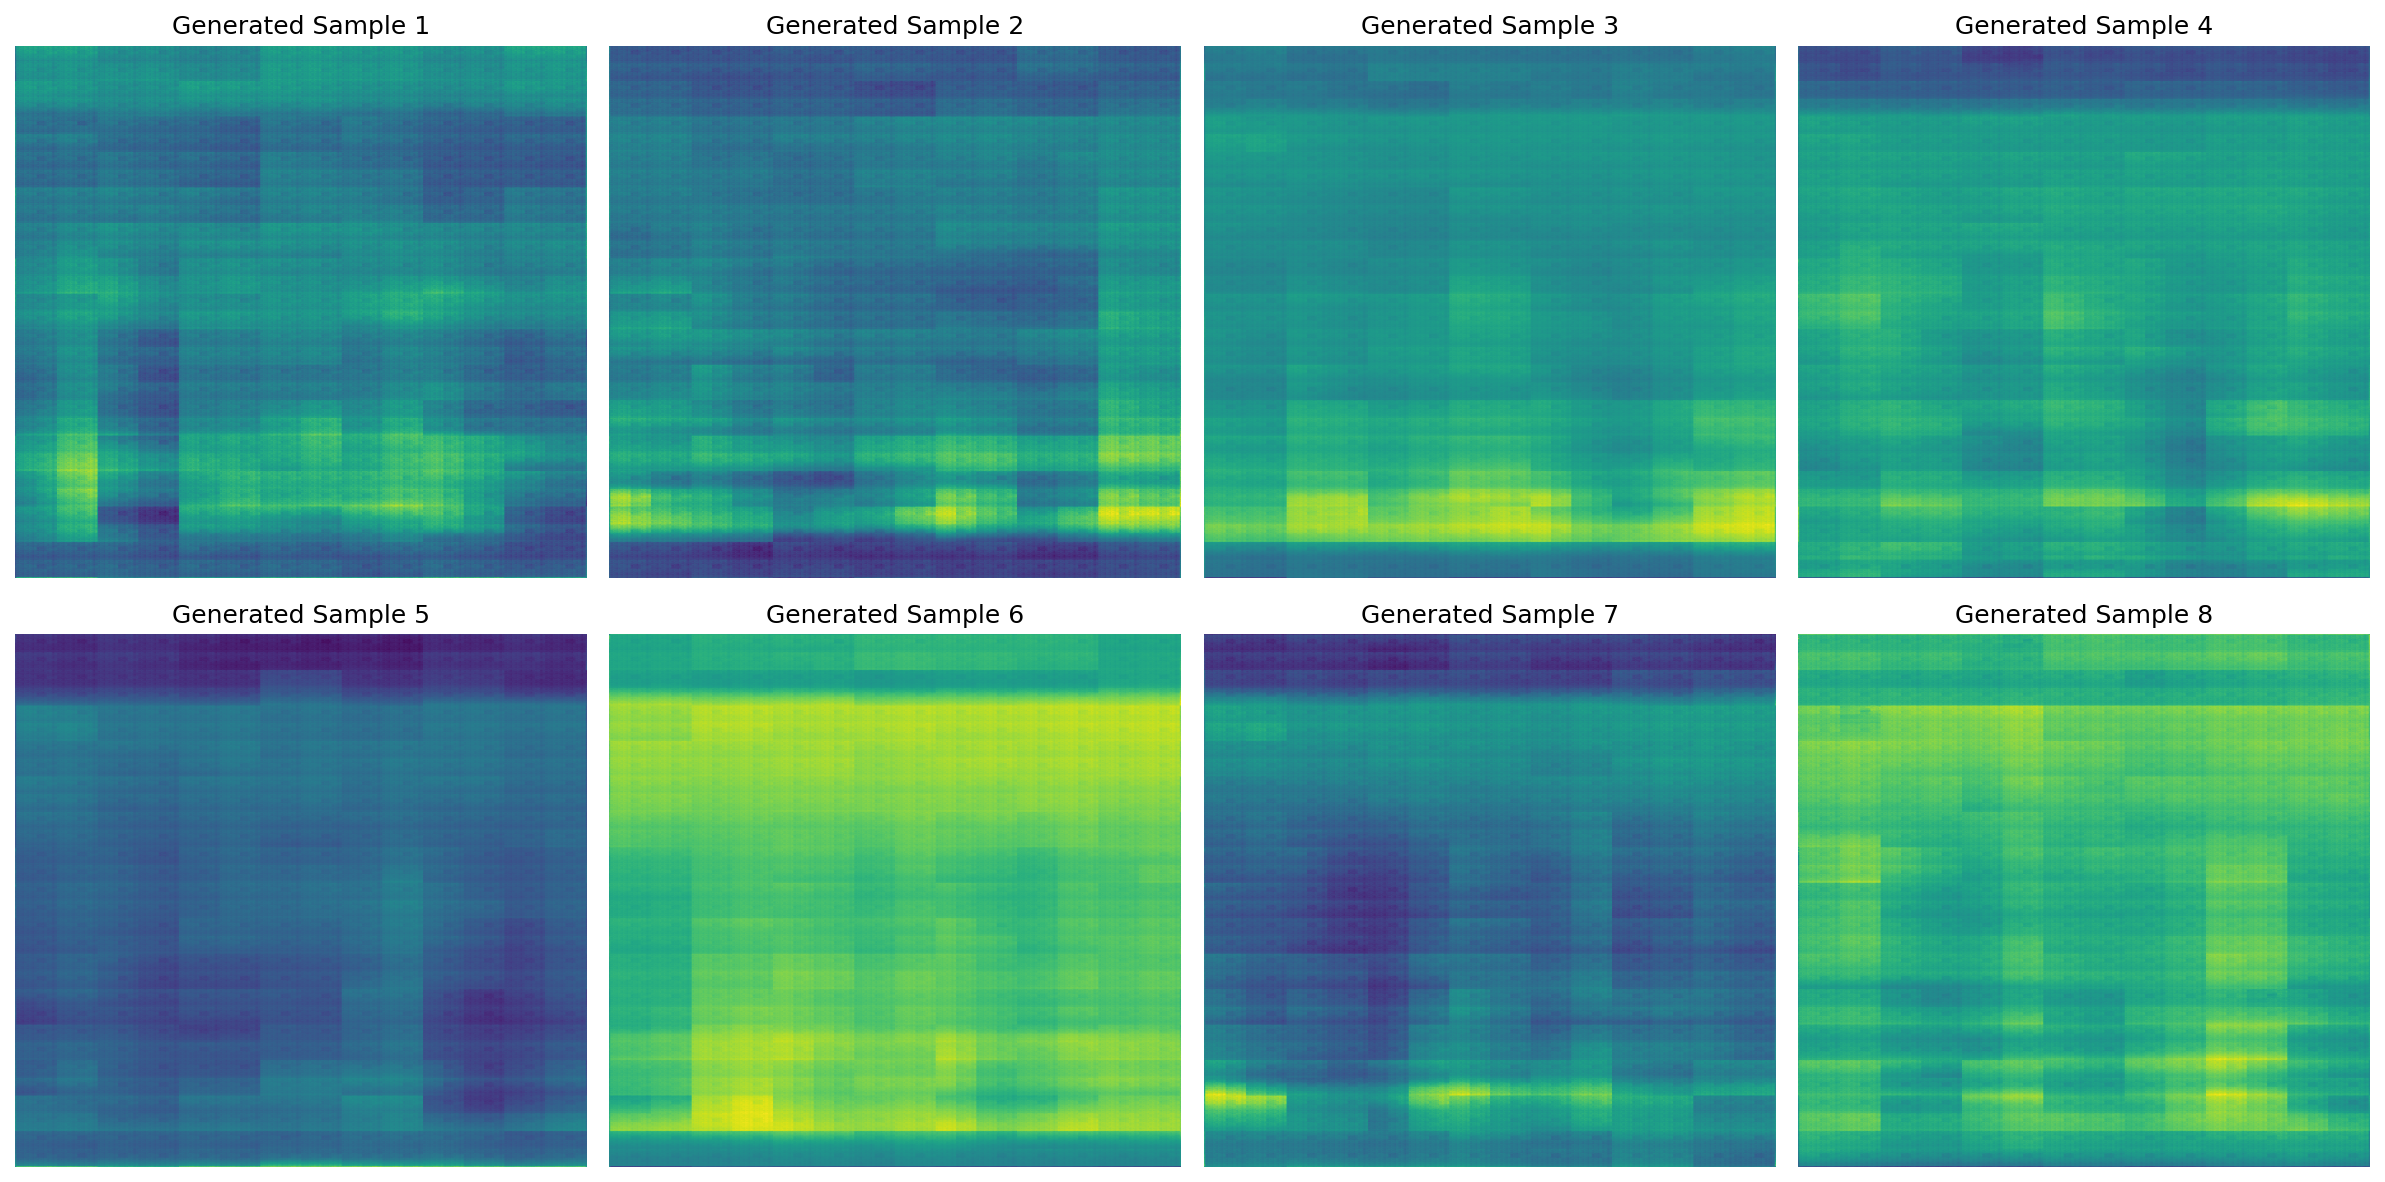 Generated Sample 1
Generated Sample 2
Generated Sample 3
Generated Sample 4
Generated Sample 5
Generated Sample 6
Generated Sample 7
Generated Sample 8